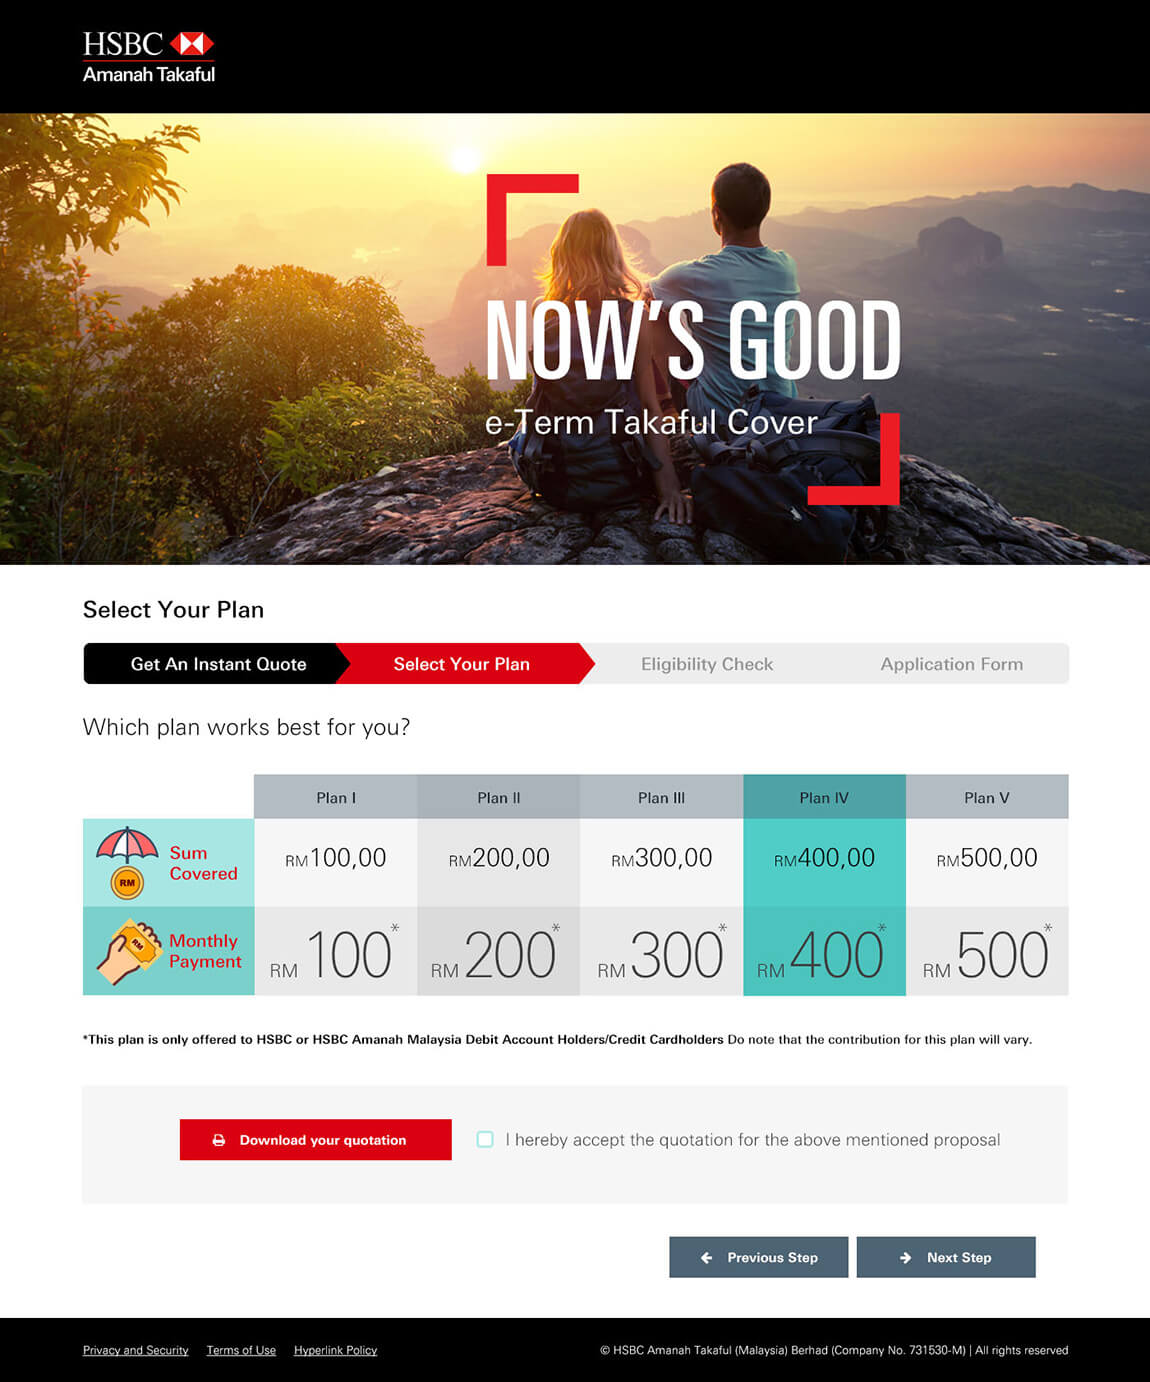 HSBC
Amanah Takaful
NOW'S GOOD
e-Term Takaful Cover
Select Your Plan
Get An Instant Quote Select Your Plan Eligibility Check Application Form
Which plan works best for you?
Plan I Plan II Plan III Plan IV Plan V
Sum
Covered
RM100,00 RM200,00 RM300,00 RM400,00 RM500,00
RM
Monthly
Payment
RM
RM 100* RM 200* RM 300* RM 400* RM 500*
*This plan is only offered to HSBC or HSBC Amanah Malaysia Debit Account Holders/Credit Cardholders Do note that the contribution for this plan will vary.
Download your quotation I hereby accept the quotation for the above mentioned proposal
Previous Step Next Step
Privacy and Security Terms of Use Hyperlink Policy © HSBC Amanah Takaful (Malaysia) Berhad (Company No. 731530-M) | All rights reserved